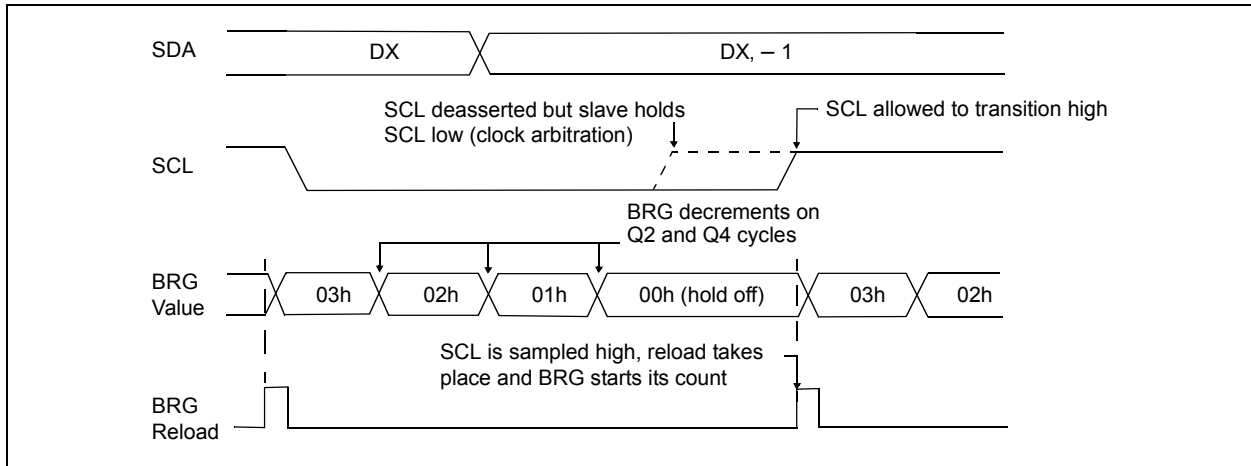 SDA
DX
DX, – 1
SCL deasserted but slave holds
SCL low (clock arbitration)
SCL allowed to transition high
SCL
BRG decrements on
Q2 and Q4 cycles
BRG
Value
03h
02h
01h
00h (hold off)
03h
02h
SCL is sampled high, reload takes
place and BRG starts its count
BRG
Reload